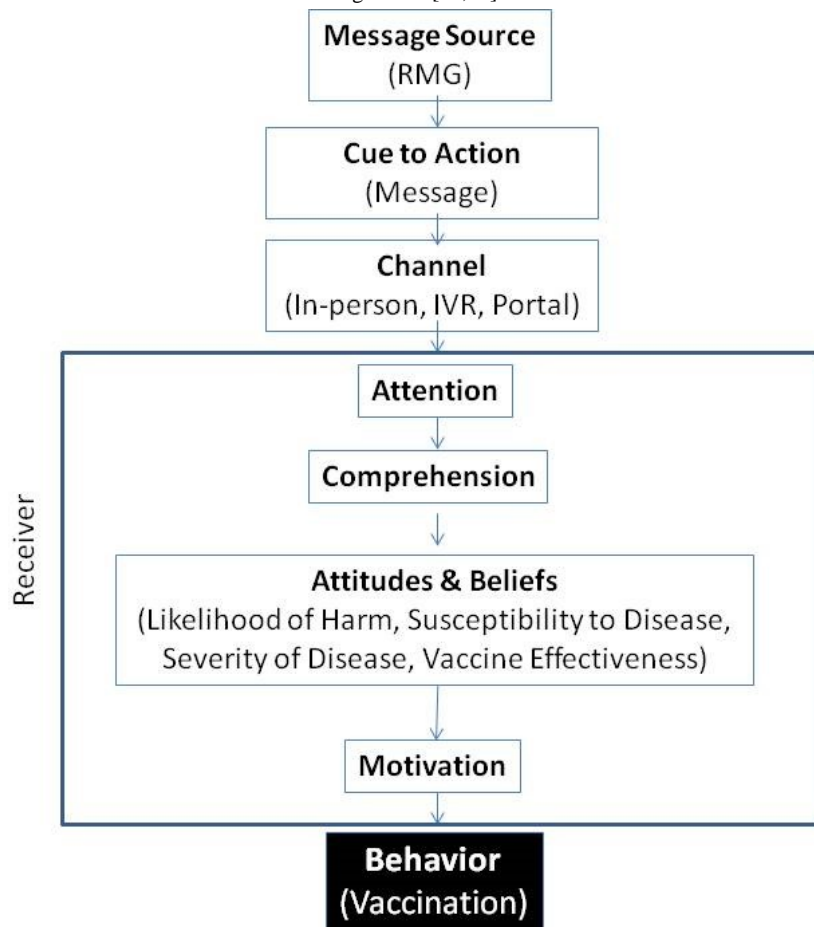 Message Source
(RMG)
Cue to Action
(Message)
Channel
(In-person, IVR, Portal)
Receiver
Attention
Comprehension
Attitudes & Beliefs
(Likelihood of Harm, Susceptibility to Disease,
Severity of Disease, Vaccine Effectiveness)
Motivation
Behavior
(Vaccination)